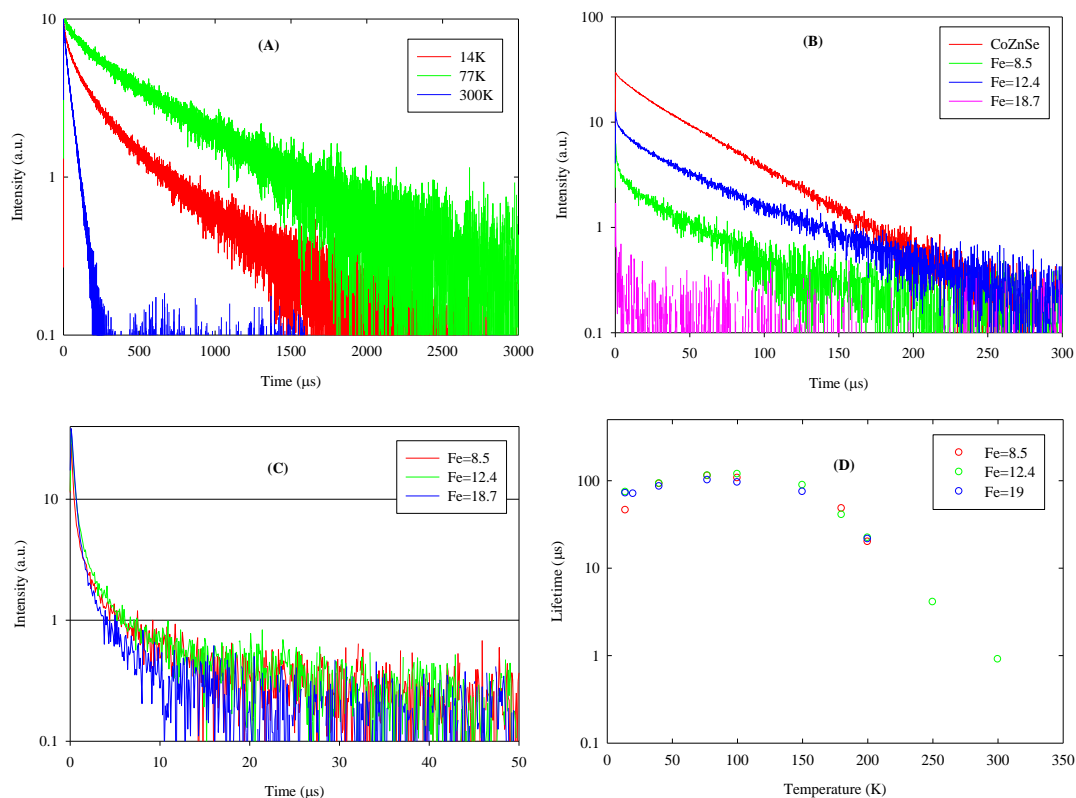 (A)
14K
77K
300K
10
1
0.1
Intensity (a.u.)
0
500
1000
1500
2000
2500
3000
Time (μs)
(B)
CoZnSe
Fe=8.5
Fe=12.4
Fe=18.7
100
10
1
0.1
Intensity (a.u.)
0
50
100
150
200
250
300
Time (μs)
(C)
Fe=8.5
Fe=12.4
Fe=18.7
10
1
0.1
Intensity (a.u.)
0
10
20
30
40
50
Time (μs)
(D)
Fe=8.5
Fe=12.4
Fe=19
100
10
1
0.1
Lifetime (μs)
0
50
100
150
200
250
300
350
Temperature (K)